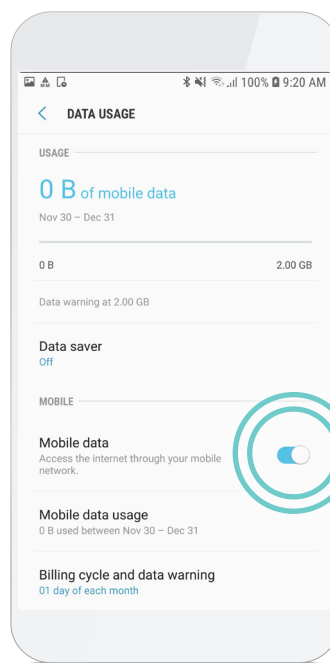 100% 9:20 AM
DATA USAGE
USAGE
0 B of mobile data
Nov 30 – Dec 31
0 B 2.00 GB
Data warning at 2.00 GB
Data saver
Off
MOBILE
Mobile data
Access the internet through your mobile
network.
Mobile data usage
0 B used between Nov 30 – Dec 31
Billing cycle and data warning
01 day of each month